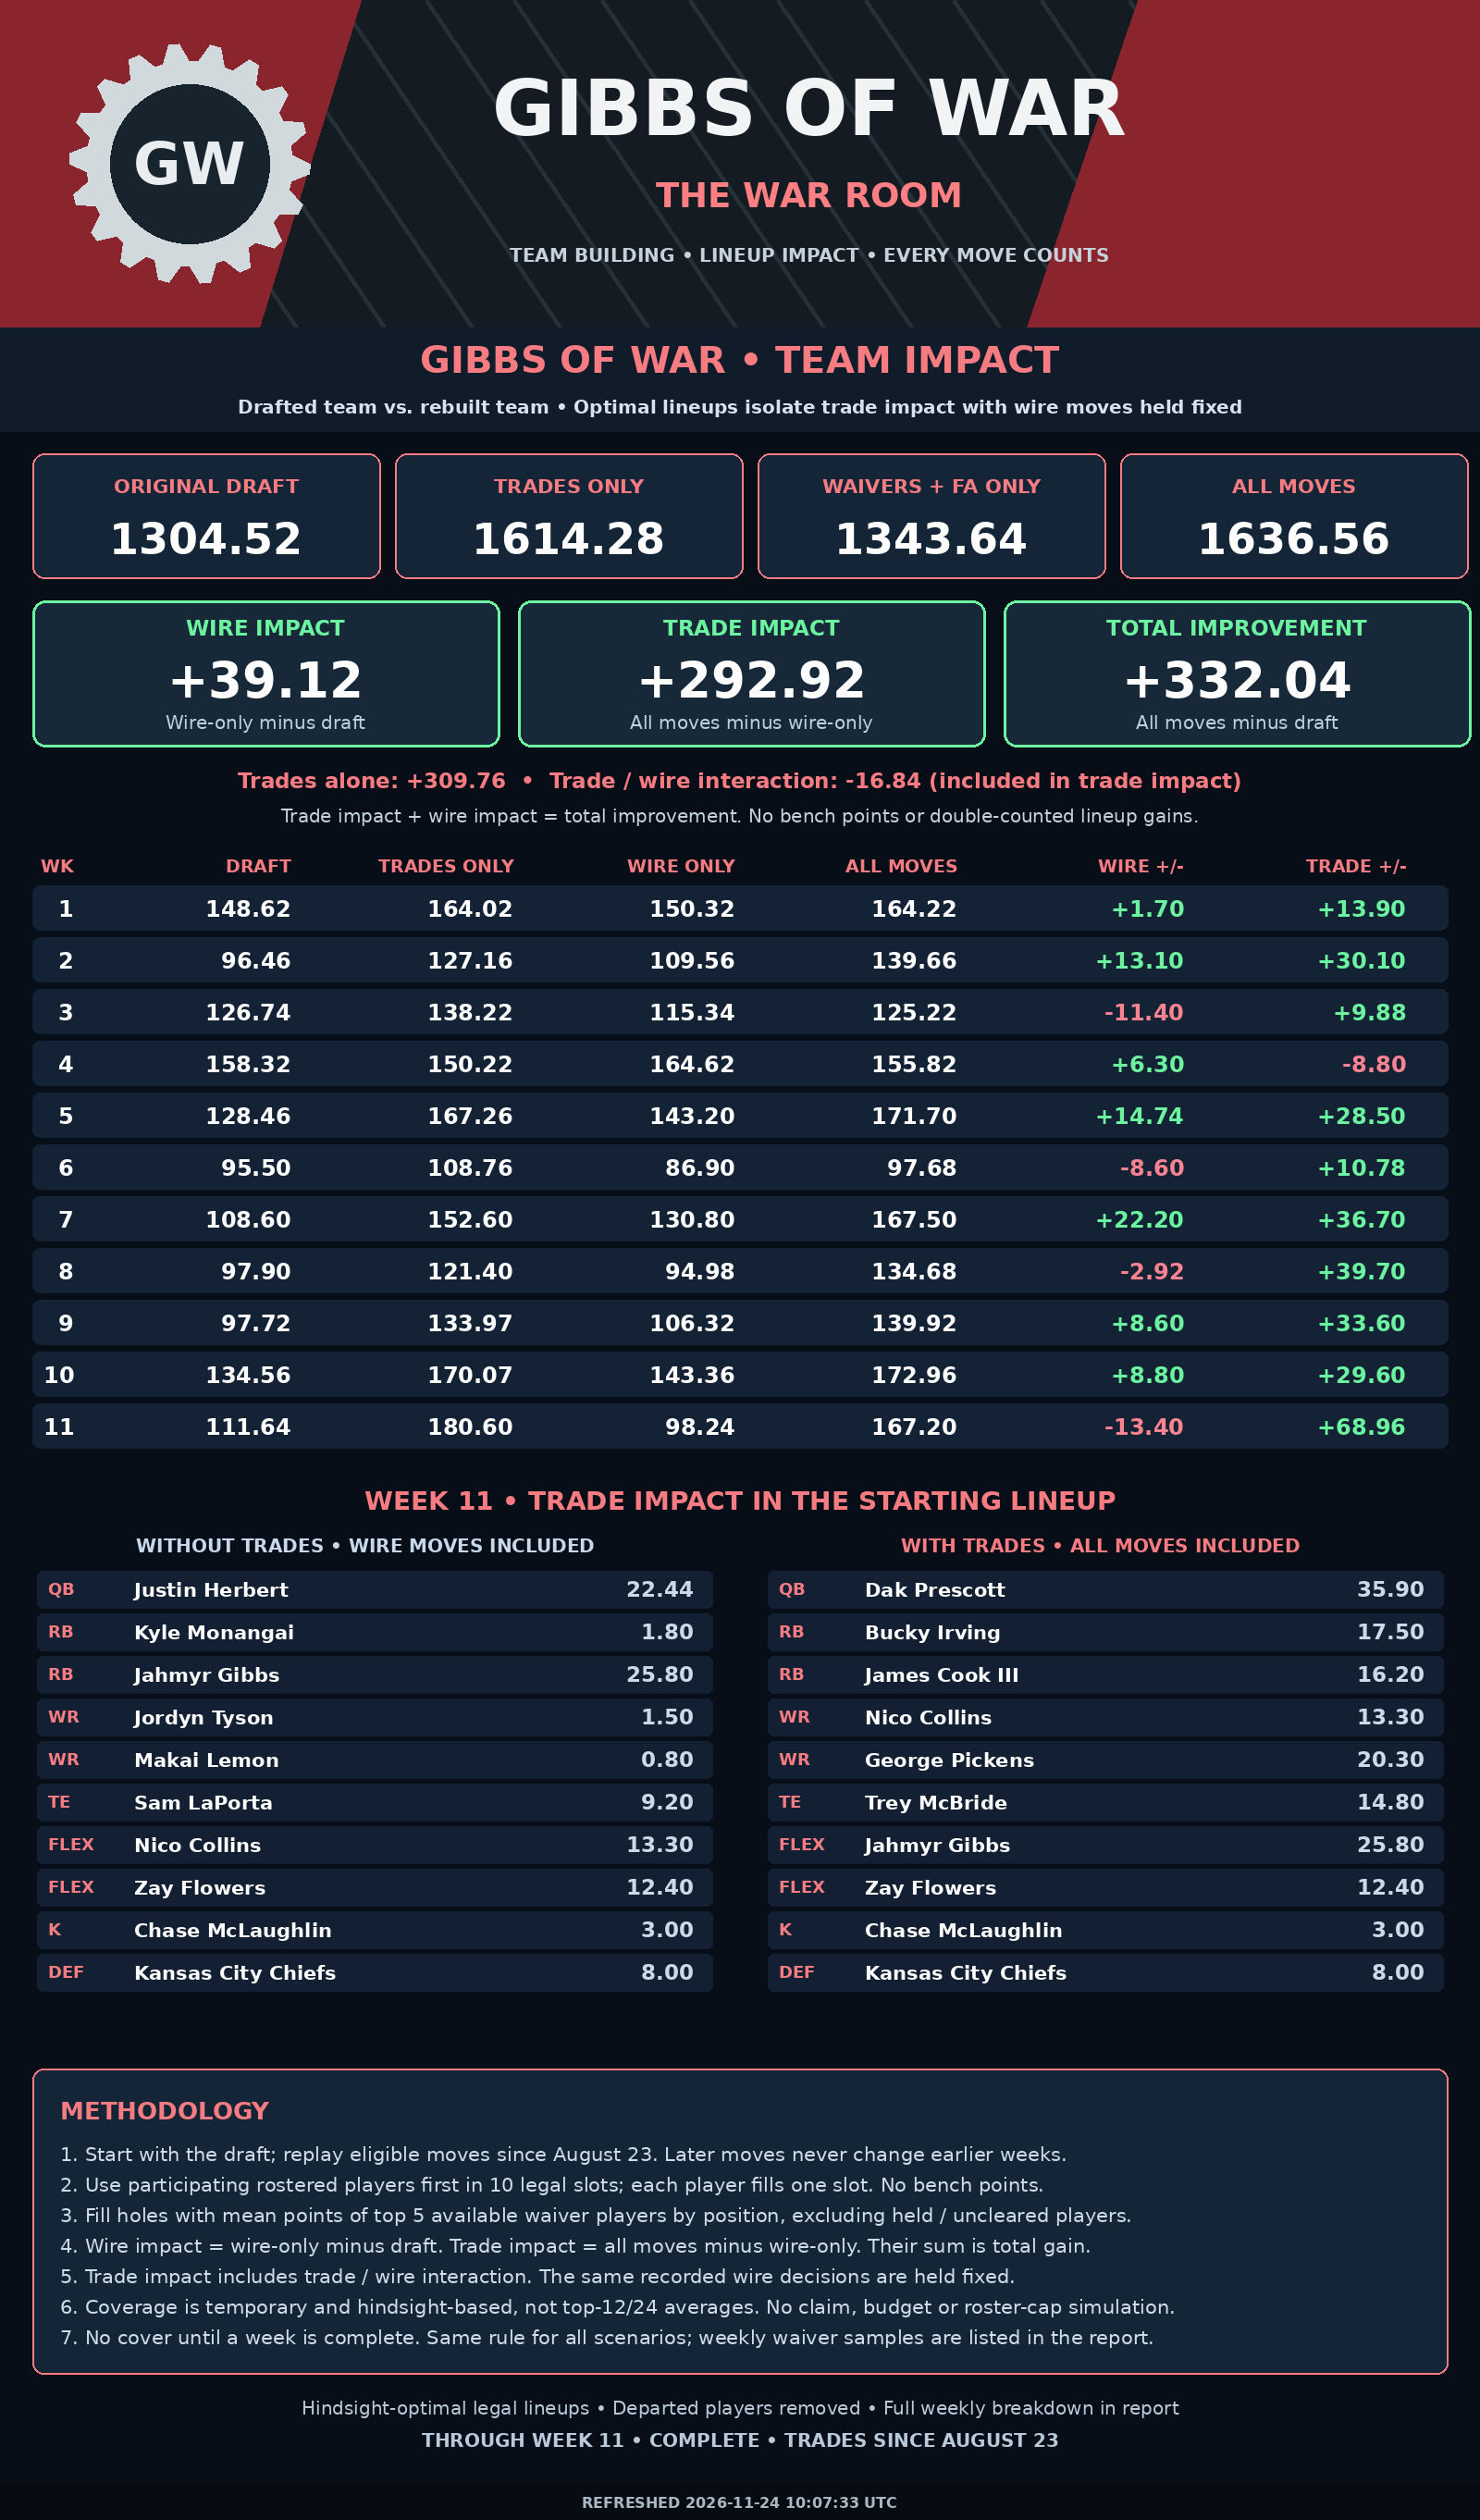 GW
GIBBS OF WAR
THE WAR ROOM
TEAM BUILDING • LINEUP IMPACT • EVERY MOVE COUNTS
GIBBS OF WAR • TEAM IMPACT
Drafted team vs. rebuilt team • Optimal lineups isolate trade impact with wire moves held fixed
ORIGINAL DRAFT TRADES ONLY WAIVERS + FA ONLY ALL MOVES
1304.52 1614.28 1343.64 1636.56
WIRE IMPACT TRADE IMPACT TOTAL IMPROVEMENT
+39.12 +292.92 +332.04
Wire-only minus draft All moves minus wire-only All moves minus draft
Trades alone: +309.76 • Trade / wire interaction: -16.84 (included in trade impact)
Trade impact + wire impact = total improvement. No bench points or double-counted lineup gains.
WK DRAFT TRADES ONLY WIRE ONLY ALL MOVES WIRE +/- TRADE +/-
1 148.62 164.02 150.32 164.22 +1.70 +13.90
2 96.46 127.16 109.56 139.66 +13.10 +30.10
3 126.74 138.22 115.34 125.22 -11.40 +9.88
4 158.32 150.22 164.62 155.82 +6.30 -8.80
5 128.46 167.26 143.20 171.70 +14.74 +28.50
6 95.50 108.76 86.90 97.68 -8.60 +10.78
7 108.60 152.60 130.80 167.50 +22.20 +36.70
8 97.90 121.40 94.98 134.68 -2.92 +39.70
9 97.72 133.97 106.32 139.92 +8.60 +33.60
10 134.56 170.07 143.36 172.96 +8.80 +29.60
11 111.64 180.60 98.24 167.20 -13.40 +68.96
WEEK 11 • TRADE IMPACT IN THE STARTING LINEUP
WITHOUT TRADES • WIRE MOVES INCLUDED
QB Justin Herbert 22.44
RB Kyle Monangai 1.80
RB Jahmyr Gibbs 25.80
WR Jordyn Tyson 1.50
WR Makai Lemon 0.80
TE Sam LaPorta 9.20
FLEX Nico Collins 13.30
FLEX Zay Flowers 12.40
K Chase McLaughlin 3.00
DEF Kansas City Chiefs 8.00
WITH TRADES • ALL MOVES INCLUDED
QB Dak Prescott 35.90
RB Bucky Irving 17.50
RB James Cook III 16.20
WR Nico Collins 13.30
WR George Pickens 20.30
TE Trey McBride 14.80
FLEX Jahmyr Gibbs 25.80
FLEX Zay Flowers 12.40
K Chase McLaughlin 3.00
DEF Kansas City Chiefs 8.00
METHODOLOGY
1. Start with the draft; replay eligible moves since August 23. Later moves never change earlier weeks.
2. Use participating rostered players first in 10 legal slots; each player fills one slot. No bench points.
3. Fill holes with mean points of top 5 available waiver players by position, excluding held / uncleared players.
4. Wire impact = wire-only minus draft. Trade impact = all moves minus wire-only. Their sum is total gain.
5. Trade impact includes trade / wire interaction. The same recorded wire decisions are held fixed.
6. Coverage is temporary and hindsight-based, not top-12/24 averages. No claim, budget or roster-cap simulation.
7. No cover until a week is complete. Same rule for all scenarios; weekly waiver samples are listed in the report.
Hindsight-optimal legal lineups • Departed players removed • Full weekly breakdown in report
THROUGH WEEK 11 • COMPLETE • TRADES SINCE AUGUST 23
REFRESHED 2026-11-24 10:07:33 UTC